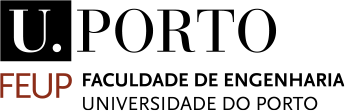 U. PORTO
FEUP FACULDADE DE ENGENHARIA
UNIVERSIDADE DO PORTO